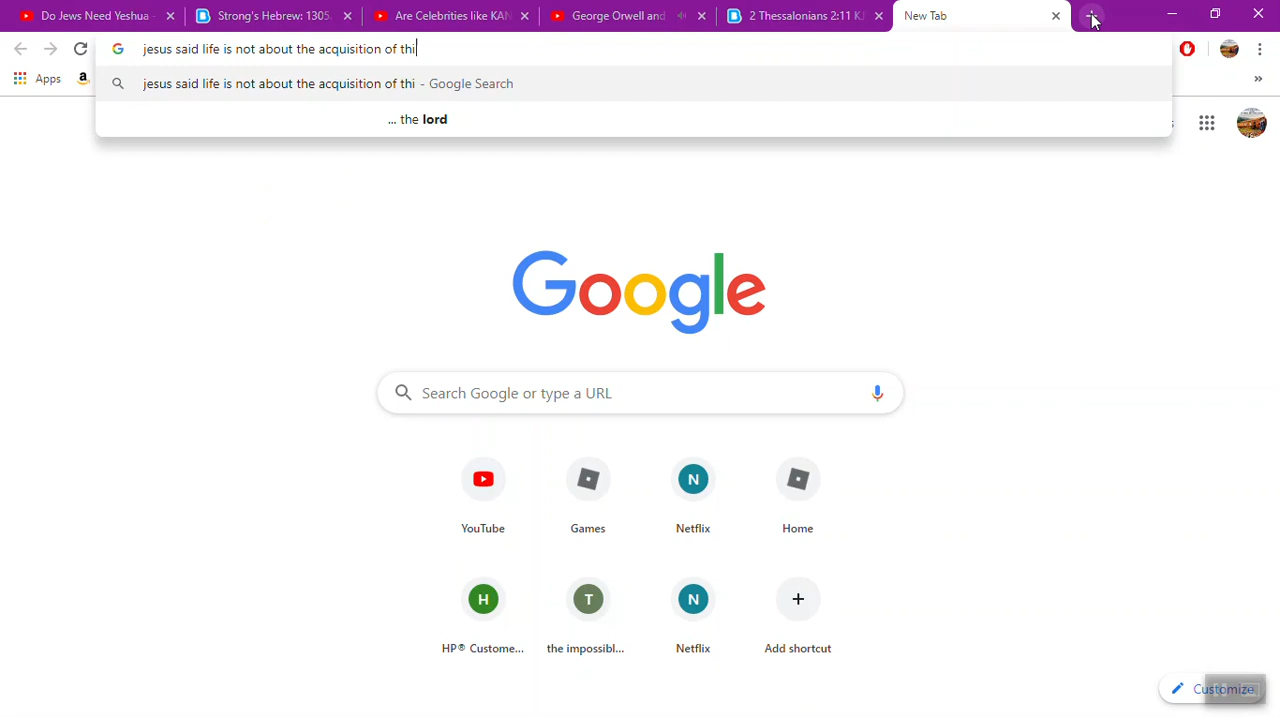 Do Jews Need Yeshua
Strong's Hebrew: 1305.
Are Celebrities like KAN
George Orwell and
2 Thessalonians 2:11 KJ
New Tab
jesus said life is not about the acquisition of thi
Apps
jesus said life is not about the acquisition of thi - Google Search
... the lord
Google
Search Google or type a URL
YouTube
Games
N
Netflix
Home
H
HP® Custome...
T
the impossibl...
N
Netflix
Add shortcut
Customize